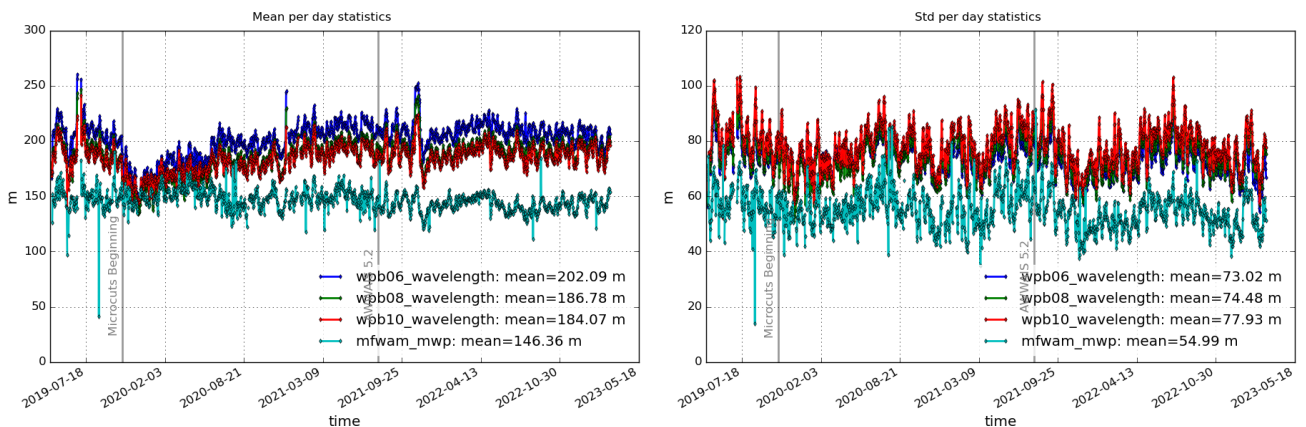 Mean per day statistics
300
250
200
150
100
50
0
m
Microcuts Beginning
wpb06_wavelength: mean=202.09 m
wpb08_wavelength: mean=186.78 m
wpb10_wavelength: mean=184.07 m
mfwam_mwp: mean=146.36 m
2019-07-18
2020-02-03
2020-08-21
2021-03-09
2021-09-25
2022-04-13
2022-10-30
2023-05-18
time
Std per day statistics
120
100
80
60
40
20
0
m
Microcuts Beginning
5.2
wpb06_wavelength: mean=73.02 m
wpb08_wavelength: mean=74.48 m
wpb10_wavelength: mean=77.93 m
mfwam_mwp: mean=54.99 m
2019-07-18
2020-02-03
2020-08-21
2021-03-09
2021-09-25
2022-04-13
2022-10-30
2023-05-18
time